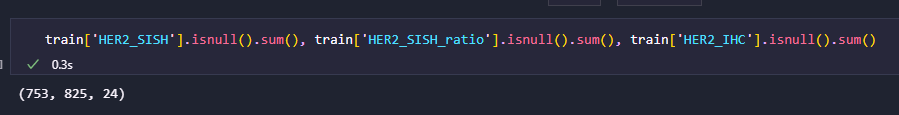 train['HER2_SISH'].isnull().sum(), train['HER2_SISH_ratio'].isnull().sum(), train['HER2_IHC'].isnull().sum()
✓ 0.3s
(753, 825, 24)